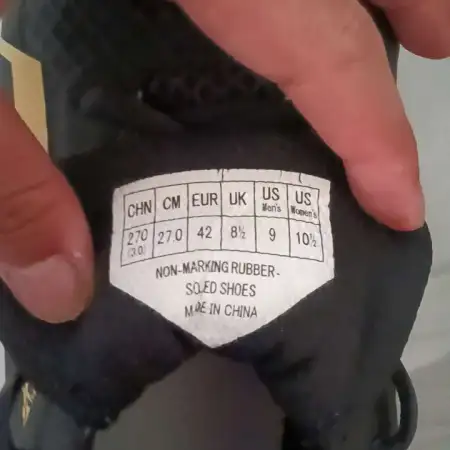 CHN CM EUR UK US Men's US Women's
270 (3.0) 27.0 42 8½ 9 10½
NON-MARKING RUBBER-
SOLED SHOES
MADE IN CHINA